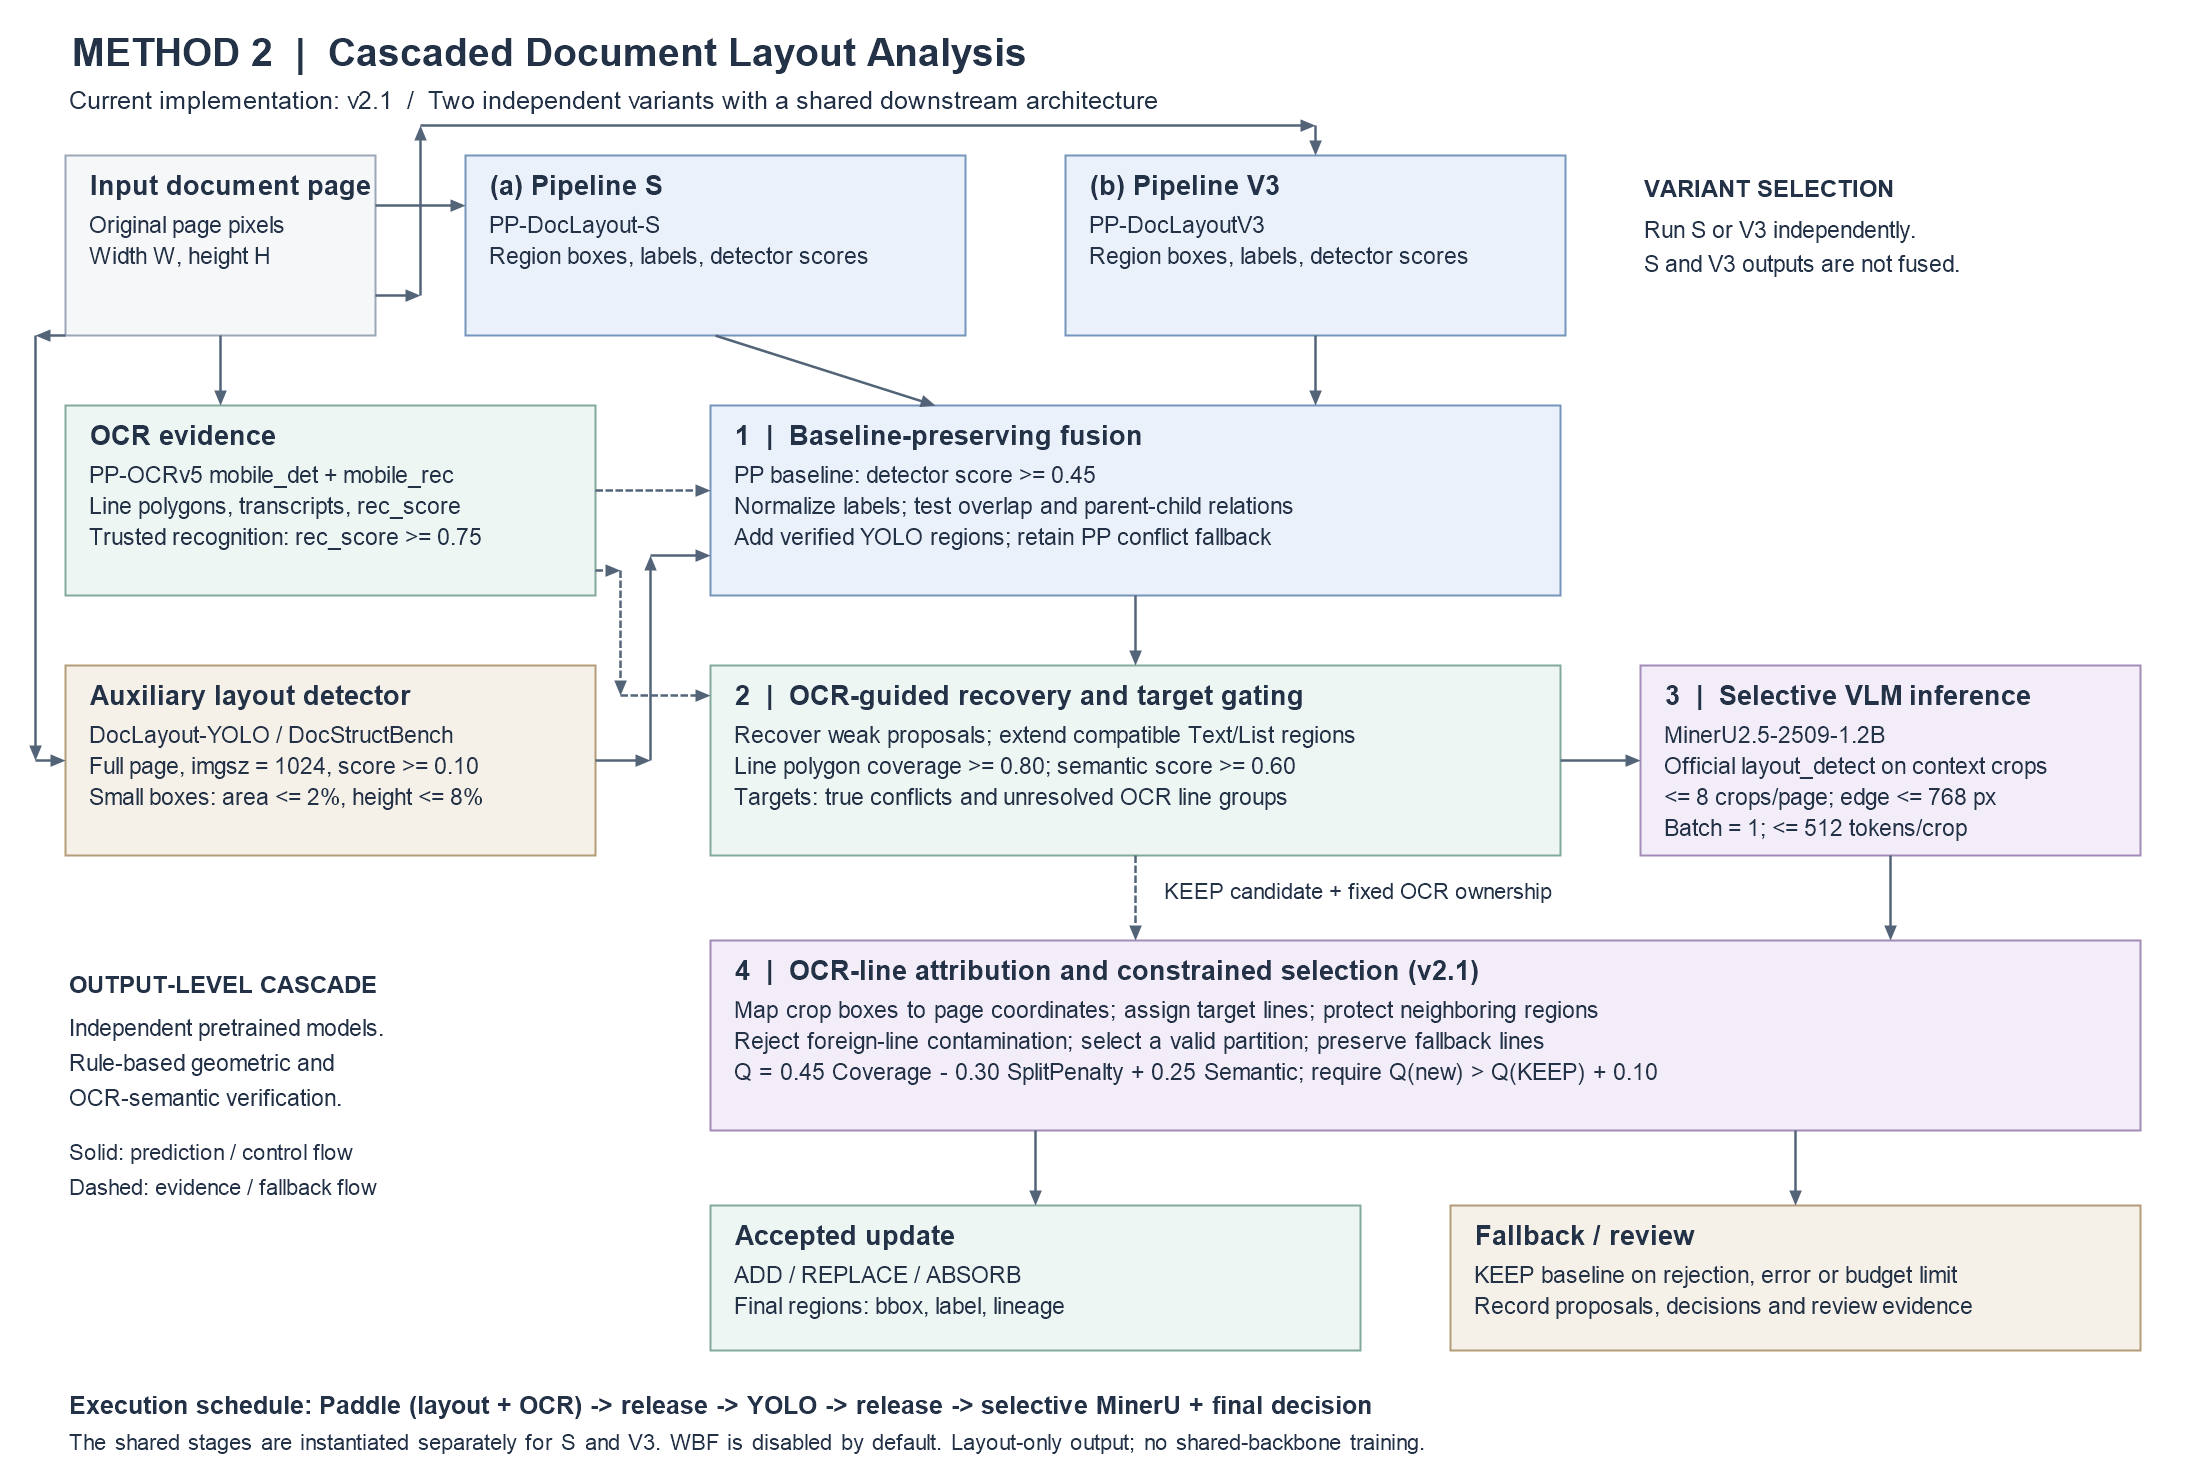 METHOD 2 | Cascaded Document Layout Analysis
Current implementation: v2.1 / Two independent variants with a shared downstream architecture
Input document page
Original page pixels
Width W, height H
(a) Pipeline S
PP-DocLayout-S
Region boxes, labels, detector scores
(b) Pipeline V3
PP-DocLayoutV3
Region boxes, labels, detector scores
VARIANT SELECTION
Run S or V3 independently.
S and V3 outputs are not fused.
OCR evidence
PP-OCRv5 mobile_det + mobile_rec
Line polygons, transcripts, rec_score
Trusted recognition: rec_score >= 0.75
1 | Baseline-preserving fusion
PP baseline: detector score >= 0.45
Normalize labels; test overlap and parent-child relations
Add verified YOLO regions; retain PP conflict fallback
Auxiliary layout detector
DocLayout-YOLO / DocStructBench
Full page, imgsz = 1024, score >= 0.10
Small boxes: area <= 2%, height <= 8%
2 | OCR-guided recovery and target gating
Recover weak proposals; extend compatible Text/List regions
Line polygon coverage >= 0.80; semantic score >= 0.60
Targets: true conflicts and unresolved OCR line groups
3 | Selective VLM inference
MinerU2.5-2509-1.2B
Official layout_detect on context crops
<= 8 crops/page; edge <= 768 px
Batch = 1; <= 512 tokens/crop
KEEP candidate + fixed OCR ownership
4 | OCR-line attribution and constrained selection (v2.1)
Map crop boxes to page coordinates; assign target lines; protect neighboring regions
Reject foreign-line contamination; select a valid partition; preserve fallback lines
Q = 0.45 Coverage - 0.30 SplitPenalty + 0.25 Semantic; require Q(new) > Q(KEEP) + 0.10
OUTPUT-LEVEL CASCADE
Independent pretrained models.
Rule-based geometric and
OCR-semantic verification.
Solid: prediction / control flow
Dashed: evidence / fallback flow
Accepted update
ADD / REPLACE / ABSORB
Final regions: bbox, label, lineage
Fallback / review
KEEP baseline on rejection, error or budget limit
Record proposals, decisions and review evidence
Execution schedule: Paddle (layout + OCR) -> release -> YOLO -> release -> selective MinerU + final decision
The shared stages are instantiated separately for S and V3. WBF is disabled by default. Layout-only output; no shared-backbone training.